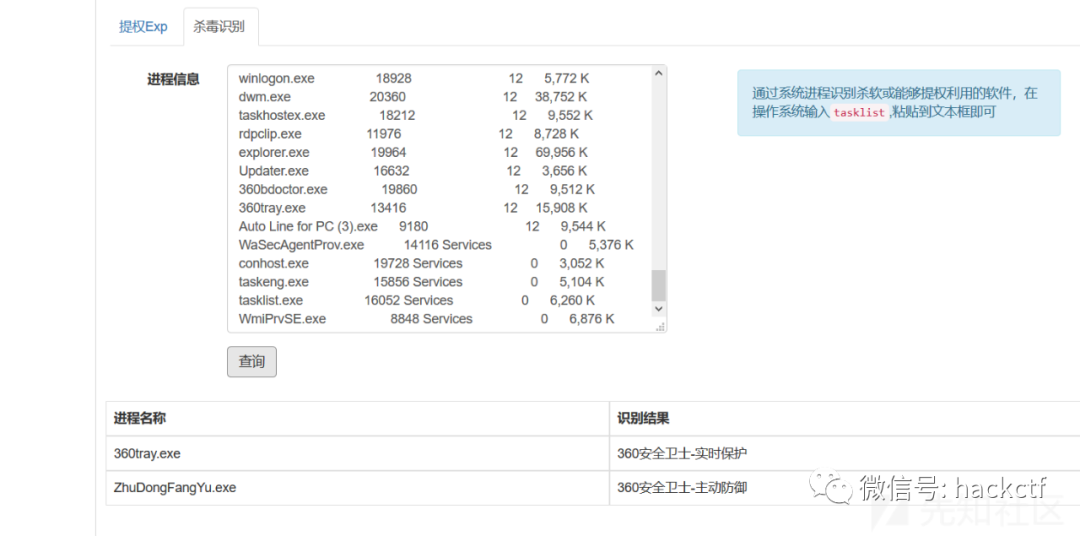 提权Exp 杀毒识别
进程信息
winlogon.exe 18928 12 5,772 K
dwm.exe 20360 12 38,752 K
taskhostex.exe 18212 12 9,552 K
rdpclip.exe 11976 12 8,728 K
explorer.exe 19964 12 69,956 K
Updater.exe 16632 12 3,656 K
360bdoctor.exe 19860 12 9,512 K
360tray.exe 13416 12 15,908 K
Auto Line for PC (3).exe 9180 12 9,544 K
WaSecAgentProv.exe 14116 Services 0 5,376 K
conhost.exe 19728 Services 0 3,052 K
taskeng.exe 15856 Services 0 5,104 K
tasklist.exe 16052 Services 0 6,260 K
WmiPrvSE.exe 8848 Services 0 6,876 K
通过系统进程识别杀软或能够提权利用的软件，在
操作系统输入 tasklist ,粘贴到文本框即可
查询
进程名称 识别结果
360tray.exe 360安全卫士-实时保护
ZhuDongFangYu.exe 360安全卫士-主动防御
微信号: hackctf
先知社区